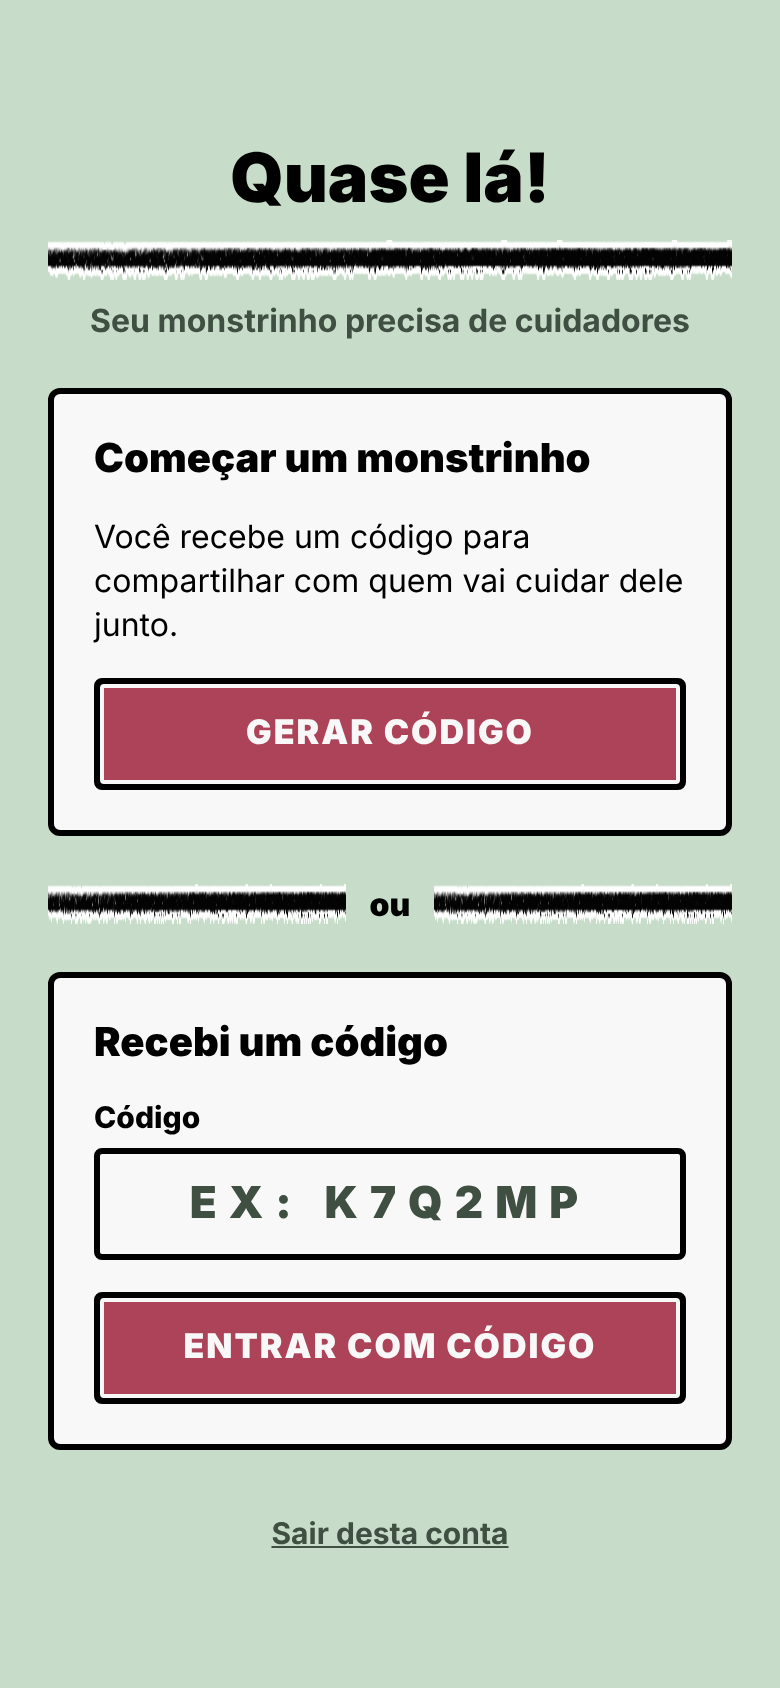 Quase lá!
Seu monstrinho precisa de cuidadores
Começar um monstrinho
Você recebe um código para
compartilhar com quem vai cuidar dele
junto.
GERAR CÓDIGO
ou
Recebi um código
Código
EX: K7Q2MP
ENTRAR COM CÓDIGO
Sair desta conta